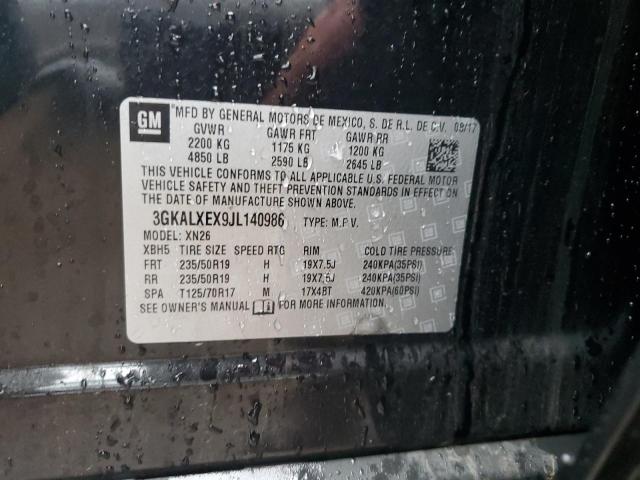 GM
MFD BY GENERAL MOTORS DE MEXICO, S. DE R.L. DE C.V. 09/17
GVWR GAWR FRT GAWR RR
2200 KG 1175 KG 1200 KG
4850 LB 2590 LB 2645 LB
THIS VEHICLE CONFORMS TO ALL APPLICABLE U.S. FEDERAL MOTOR
VEHICLE SAFETY AND THEFT PREVENTION STANDARDS IN EFFECT ON
THE DATE OF MANUFACTURE SHOWN ABOVE.
3GKALXEX9JL140986 TYPE: M.P.V.
MODEL: XN26
XBH5 TIRE SIZE SPEED RTG RIM COLD TIRE PRESSURE
FRT 235/50R19 H 19X7.5J 240KPA(35PSI)
RR 235/50R19 H 19X7.5J 240KPA(35PSI)
SPA T125/70R17 M 17X4BT 420KPA(60PSI)
SEE OWNER'S MANUAL FOR MORE INFORMATION.